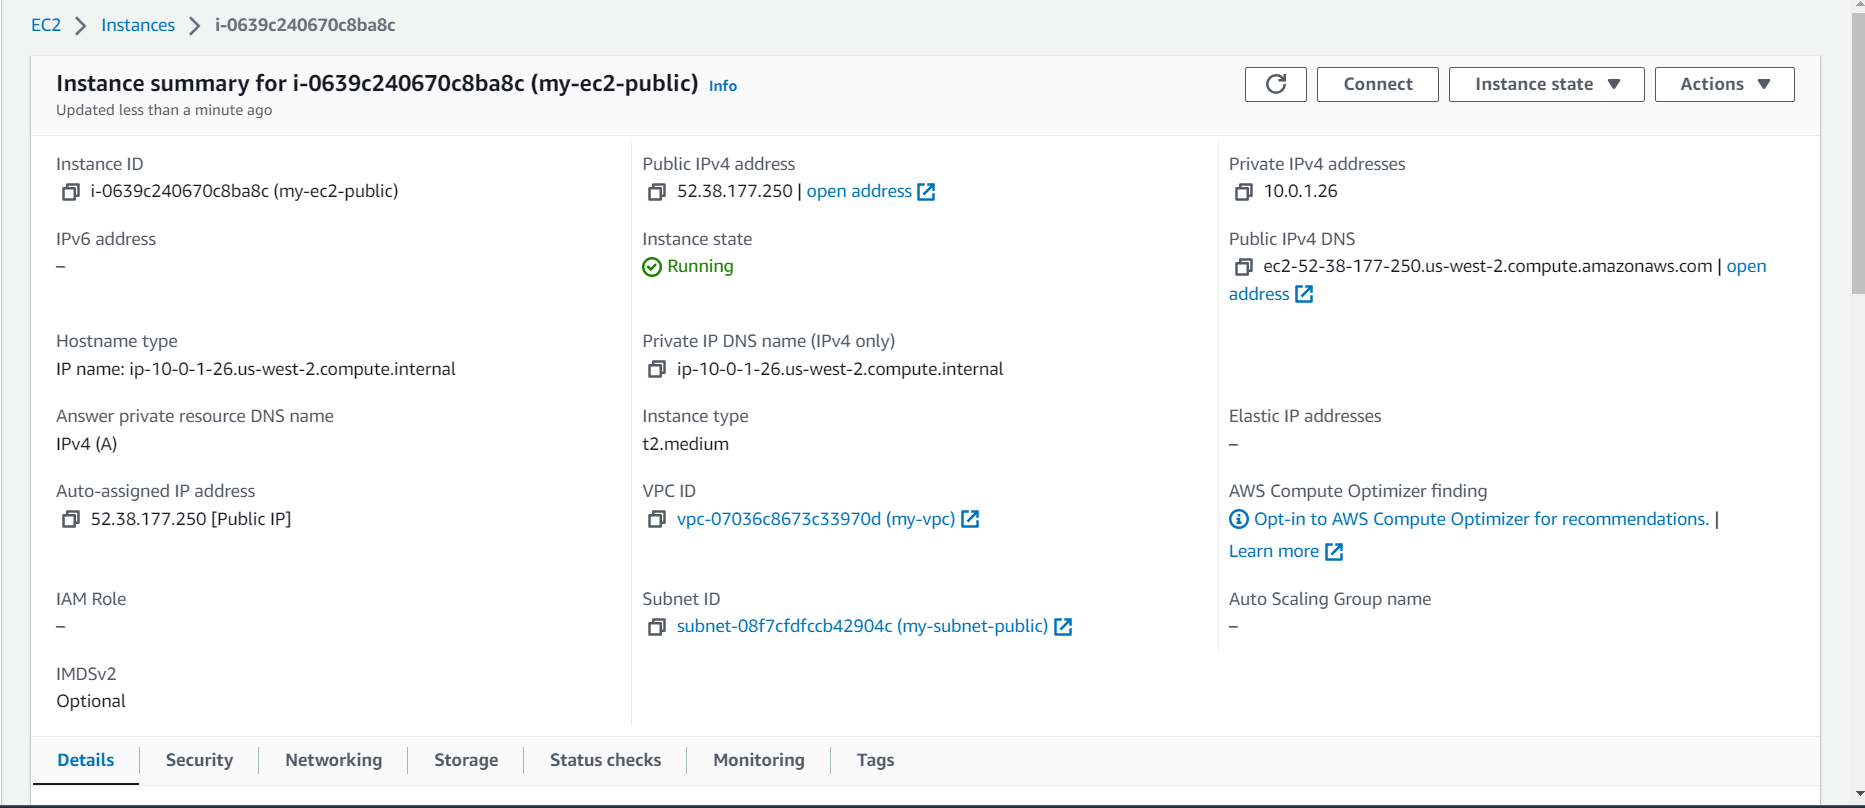 EC2 > Instances > i-0639c240670c8ba8c
Instance summary for i-0639c240670c8ba8c (my-ec2-public) Info
Updated less than a minute ago
Connect
Instance state
Actions
Instance ID
i-0639c240670c8ba8c (my-ec2-public)
Public IPv4 address
52.38.177.250 | open address
Private IPv4 addresses
10.0.1.26
IPv6 address
–
Instance state
Running
Public IPv4 DNS
ec2-52-38-177-250.us-west-2.compute.amazonaws.com | open
address
Hostname type
IP name: ip-10-0-1-26.us-west-2.compute.internal
Private IP DNS name (IPv4 only)
ip-10-0-1-26.us-west-2.compute.internal
Answer private resource DNS name
IPv4 (A)
Instance type
t2.medium
Elastic IP addresses
–
Auto-assigned IP address
52.38.177.250 [Public IP]
VPC ID
vpc-07036c8673c33970d (my-vpc)
AWS Compute Optimizer finding
Opt-in to AWS Compute Optimizer for recommendations. |
Learn more
IAM Role
–
Subnet ID
subnet-08f7cfdfccb42904c (my-subnet-public)
Auto Scaling Group name
–
IMDSv2
Optional
Details
Security
Networking
Storage
Status checks
Monitoring
Tags